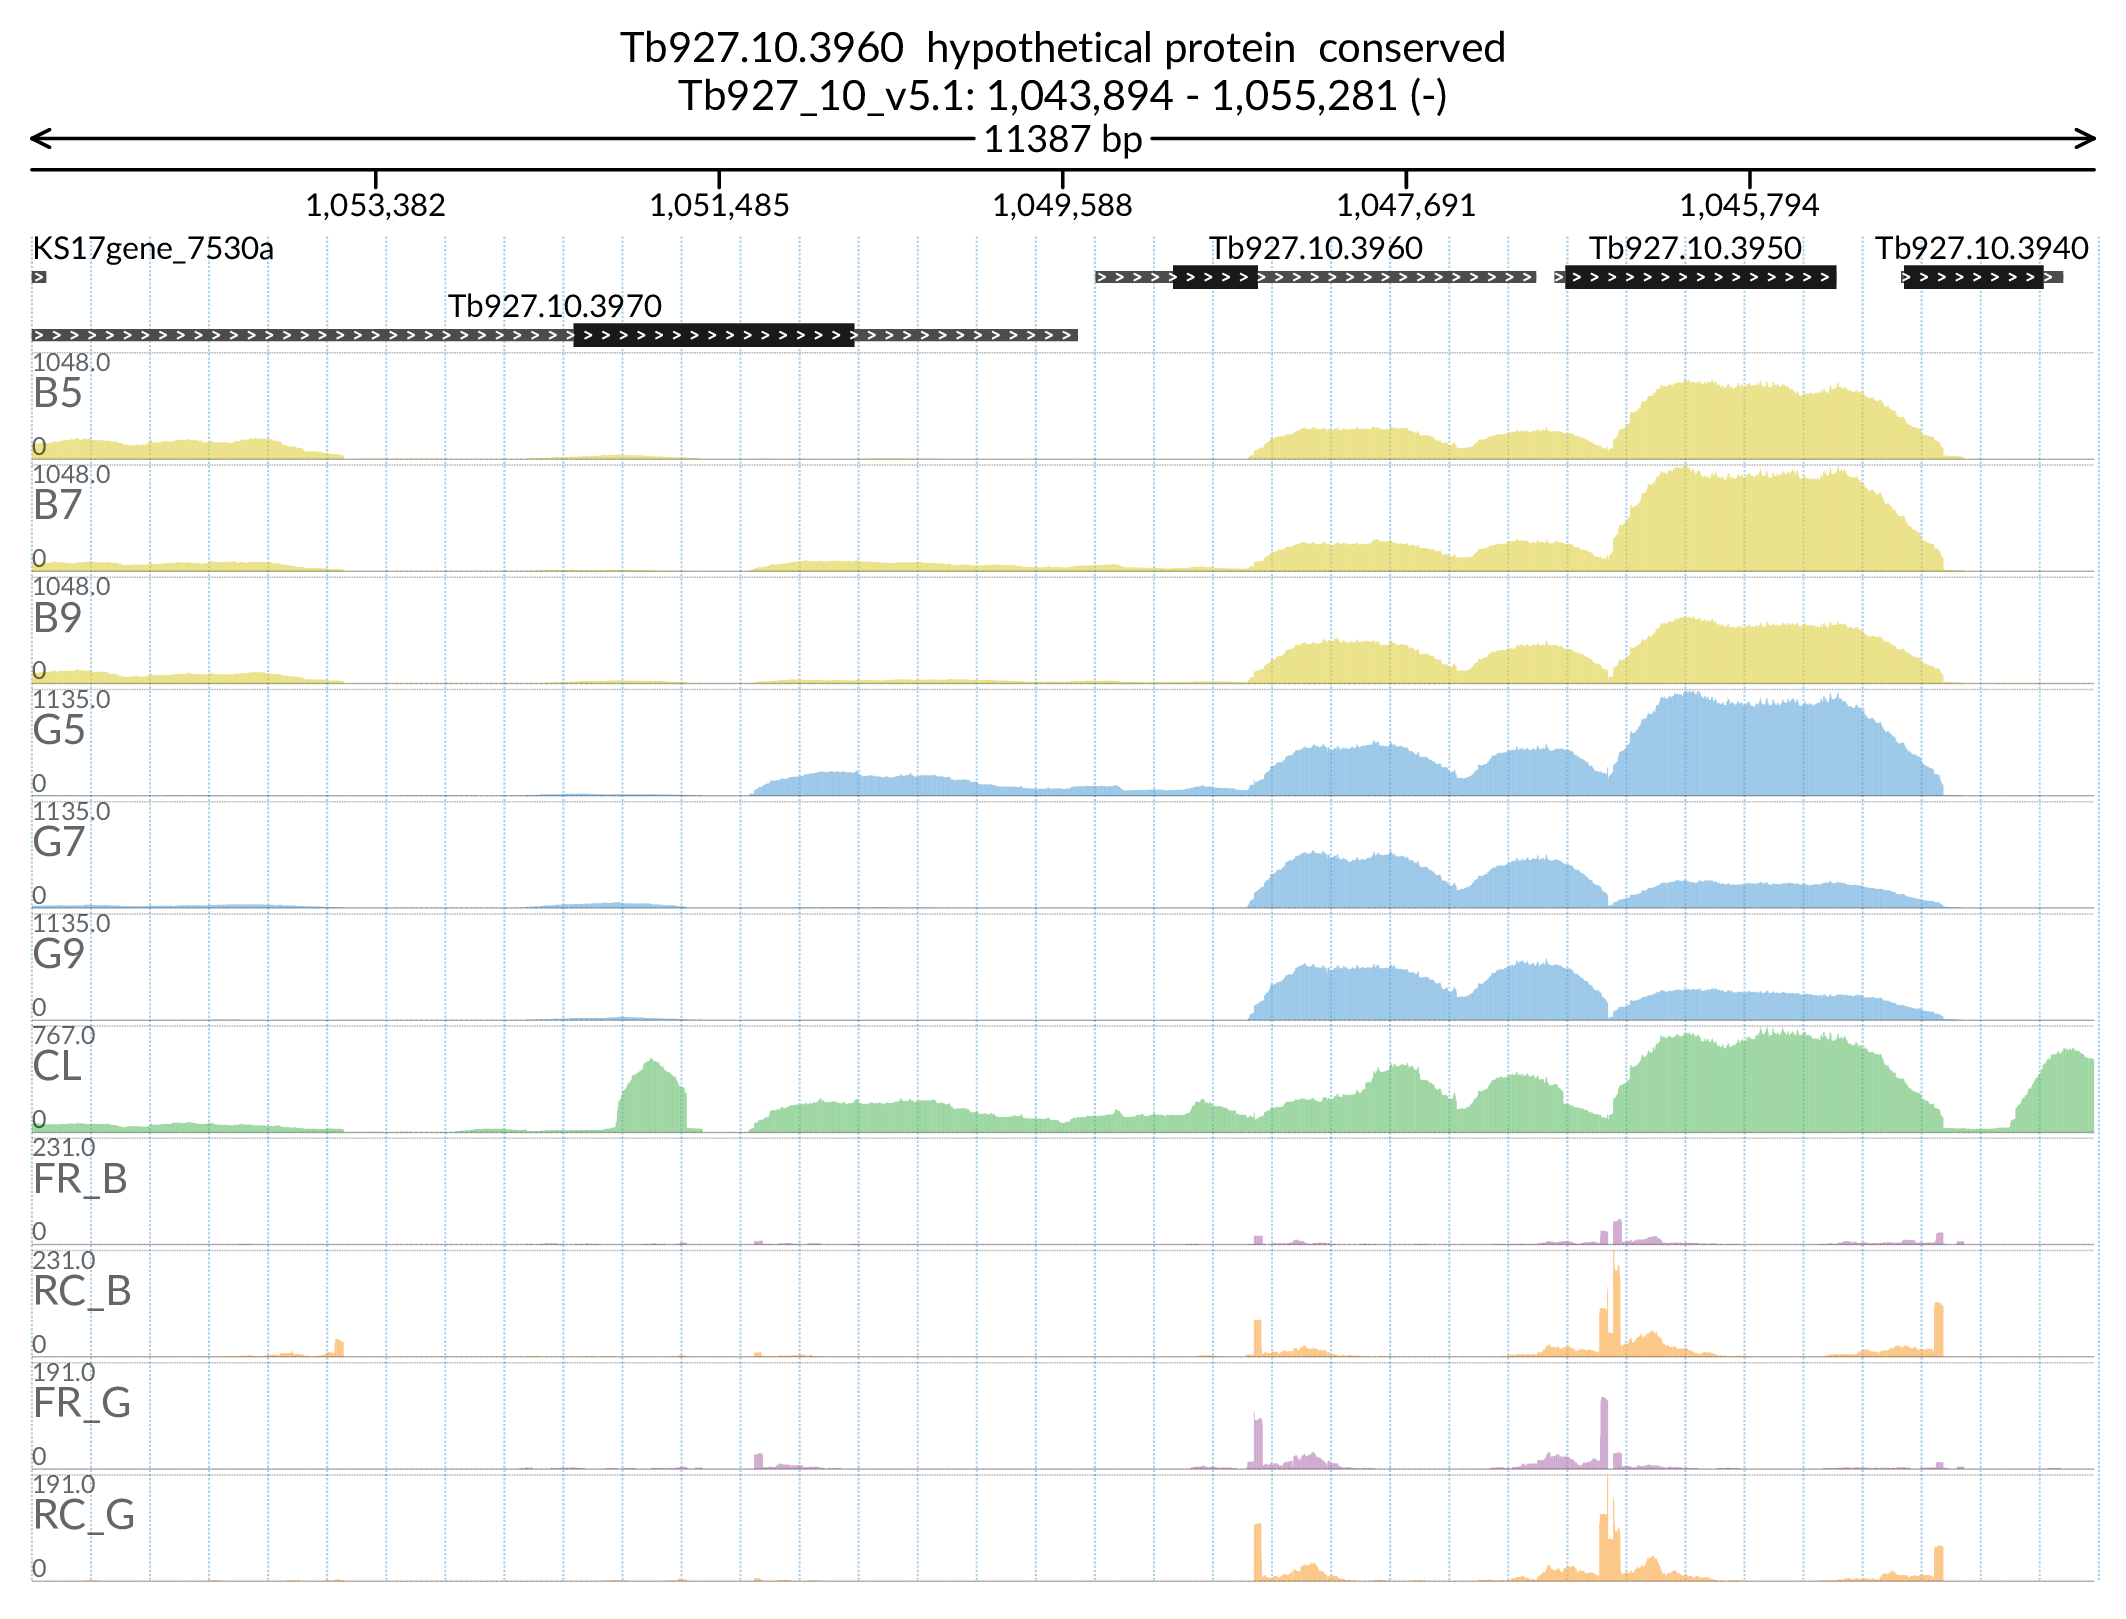 Tb927.10.3960  hypothetical protein  conserved
Tb927_10_v5.1: 1,043,894 - 1,055,281 (-)
11387 bp
1,053,382 1,051,485 1,049,588 1,047,691 1,045,794
KS17gene_7530a Tb927.10.3960 Tb927.10.3950 Tb927.10.3940
Tb927.10.3970
1048.0
B5
0
1048.0
B7
0
1048.0
B9
0
1135.0
G5
0
1135.0
G7
0
1135.0
G9
0
767.0
CL
0
231.0
FR_B
0
231.0
RC_B
0
191.0
FR_G
0
191.0
RC_G
0